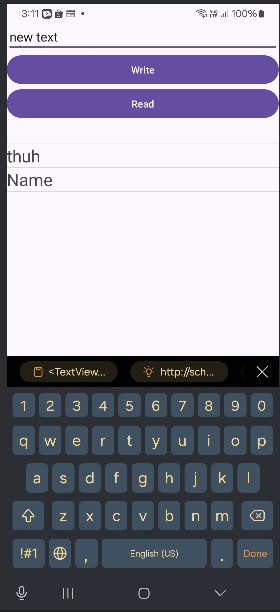 3:11 100%
new text
Write
Read
thuh
Name
<TextView... http://sch...
1 2 3 4 5 6 7 8 9 0
q w e r t y u i o p
a s d f g h j k l
z x c v b n m
!#1 , English (US) . Done